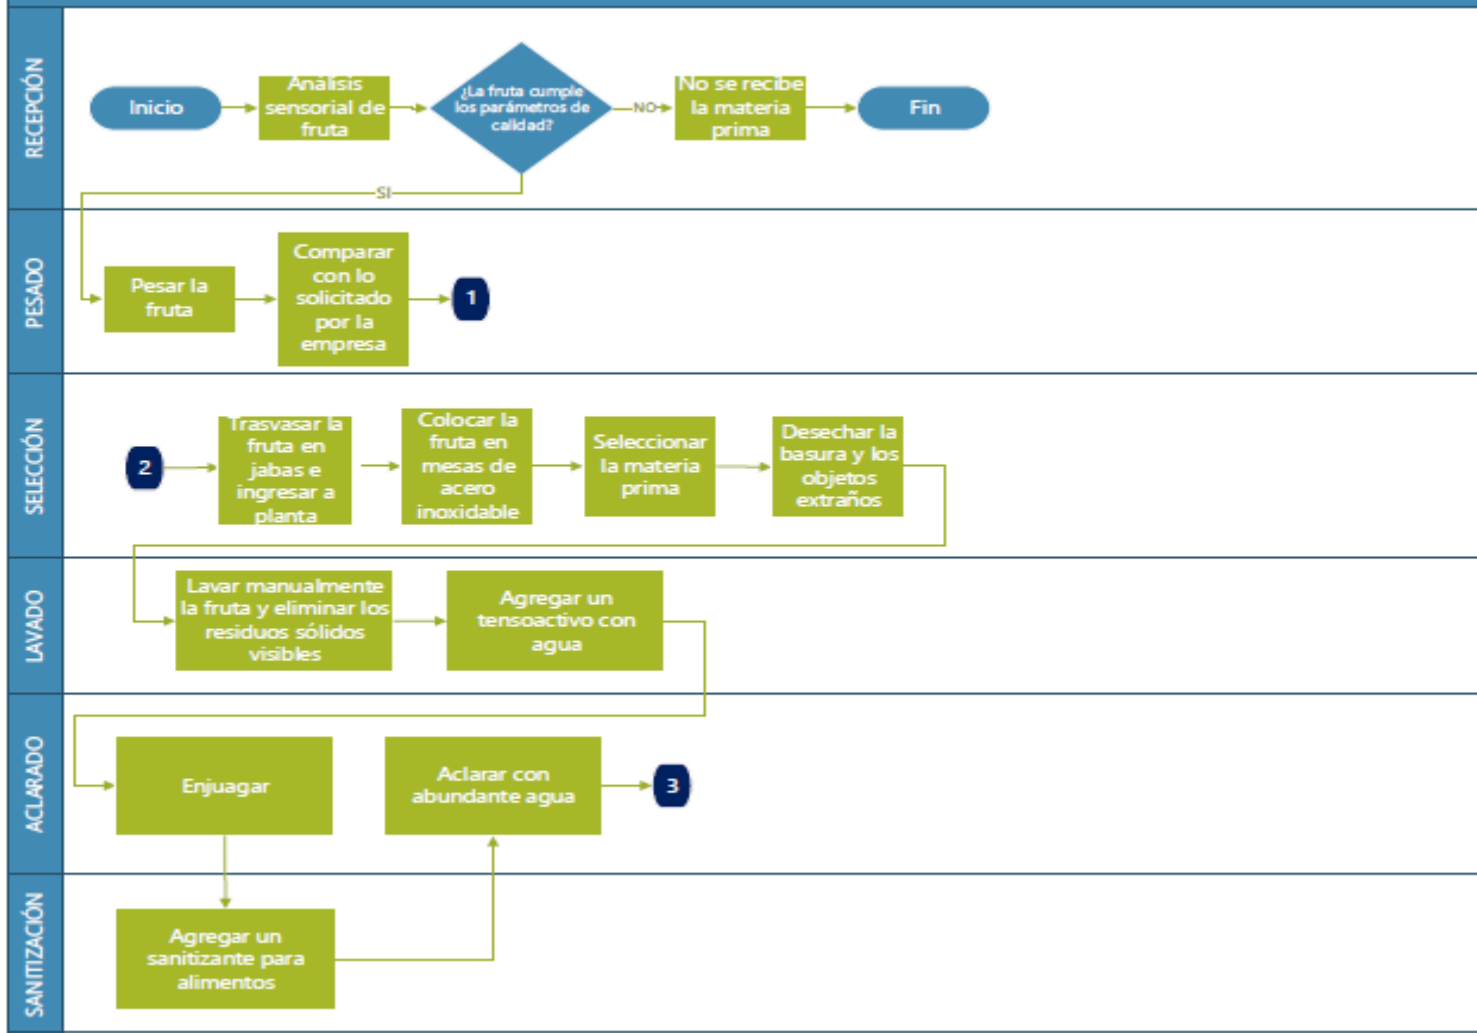 RECEPCIÓN
Inicio
Análisis
sensorial de
fruta
¿La fruta cumple
los parámetros de
calidad?
NO
No se recibe
la materia
prima
Fin
SI
PESADO
Pesar la
fruta
Comparar
con lo
solicitado
por la
empresa
1
SELECCIÓN
2
Trasvasar la
fruta en
jabas e
ingresar a
planta
Colocar la
fruta en
mesas de
acero
inoxidable
Seleccionar
la materia
prima
Desechar la
basura y los
objetos
extraños
LAVADO
Lavar manualmente
la fruta y eliminar los
residuos sólidos
visibles
Agregar un
tensoactivo con
agua
ACLARADO
Enjuagar
Aclarar con
abundante agua
3
SANITIZACIÓN
Agregar un
sanitizante para
alimentos